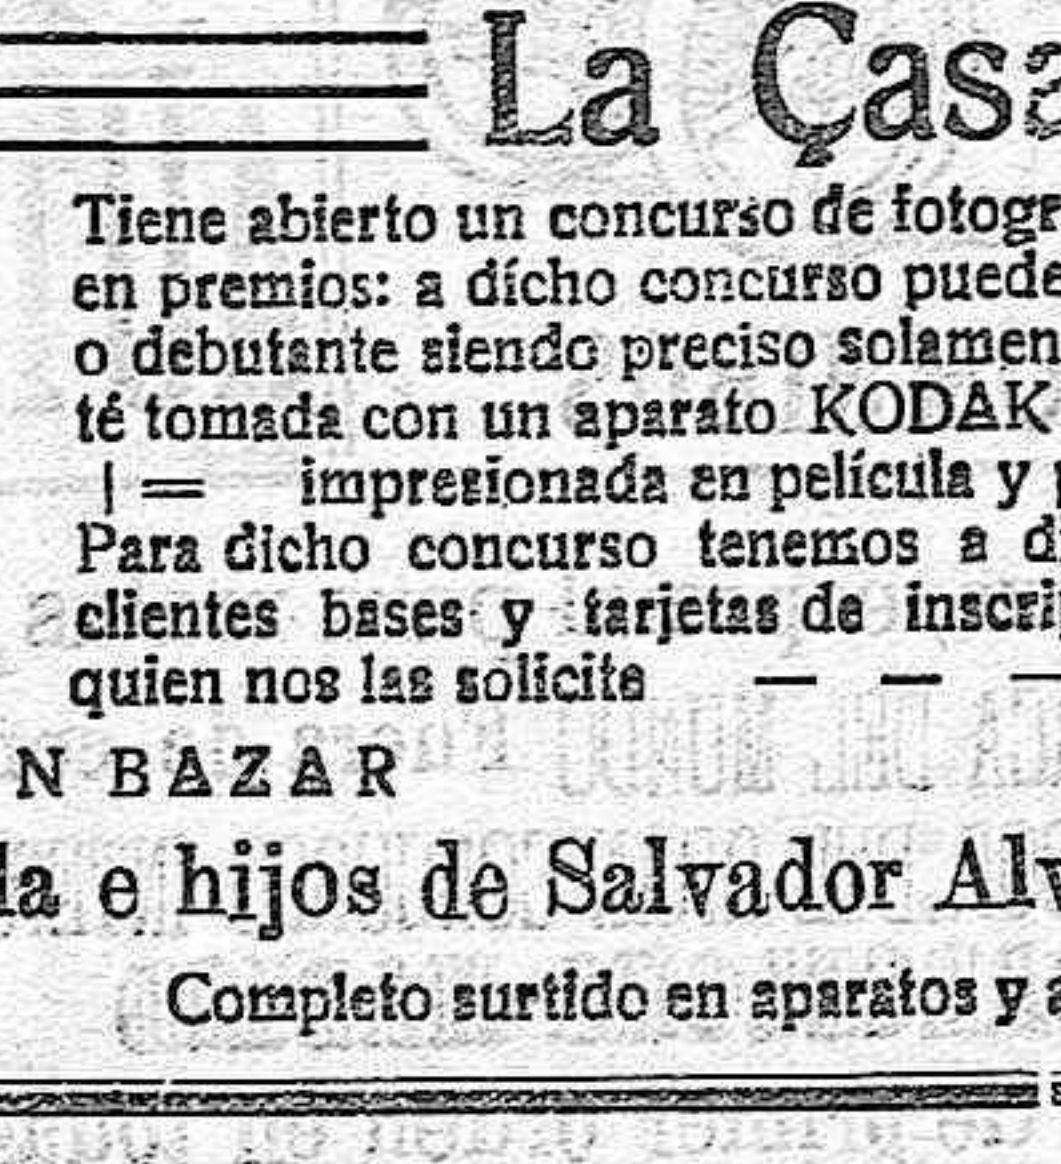 La Çasa
Tiene abierto un concurso de fotogr
en premios: a dicho concurso puede
o debutante siendo preciso solamen
té tomada con un aparato KODAK
| = impresionada en película y
Para dicho concurso tenemos a di
clientes bases y tarjetas de inscri
quien nos las solicite — — —
N BAZAR
da e hijos de Salvador Alv
Completo surtido en aparatos y a